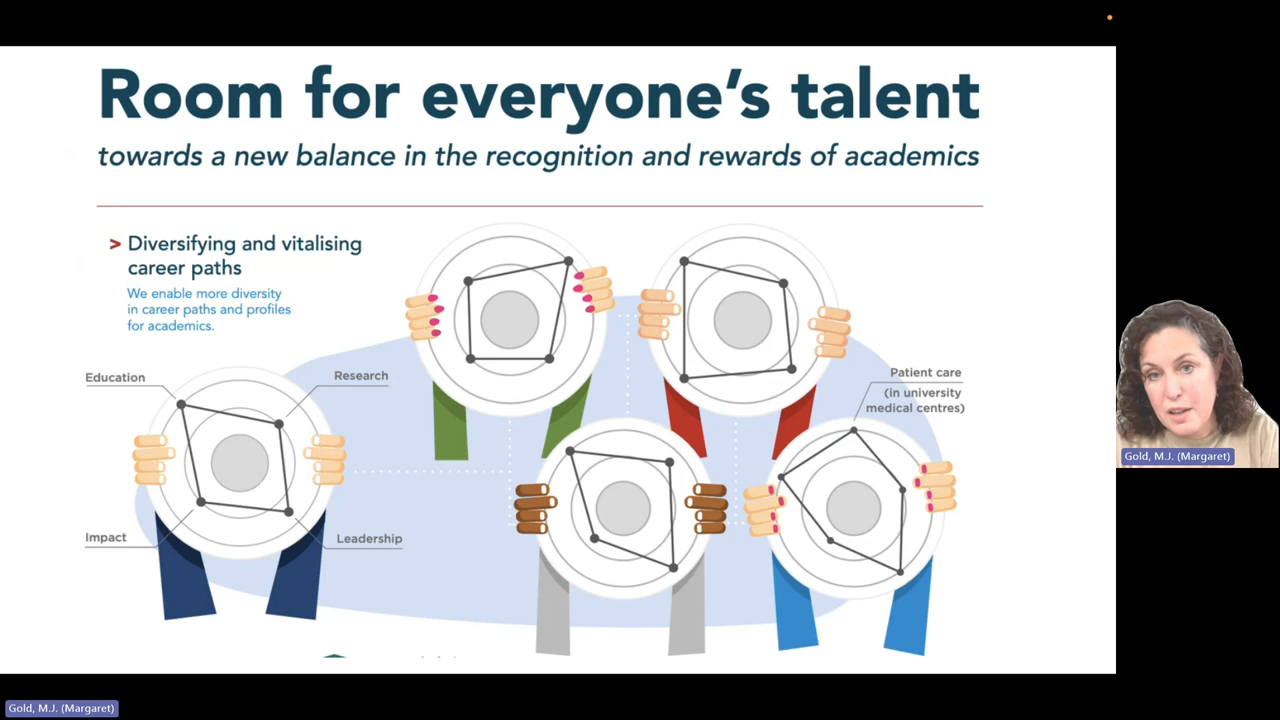 Room for everyone's talent
towards a new balance in the recognition and rewards of academics
> Diversifying and vitalising
career paths
We enable more diversity
in career paths and profiles
for academics.
Education
Research
Impact
Leadership
Patient care
(in university
medical centres)
Gold, M.J. (Margaret)
Gold, M.J. (Margaret)